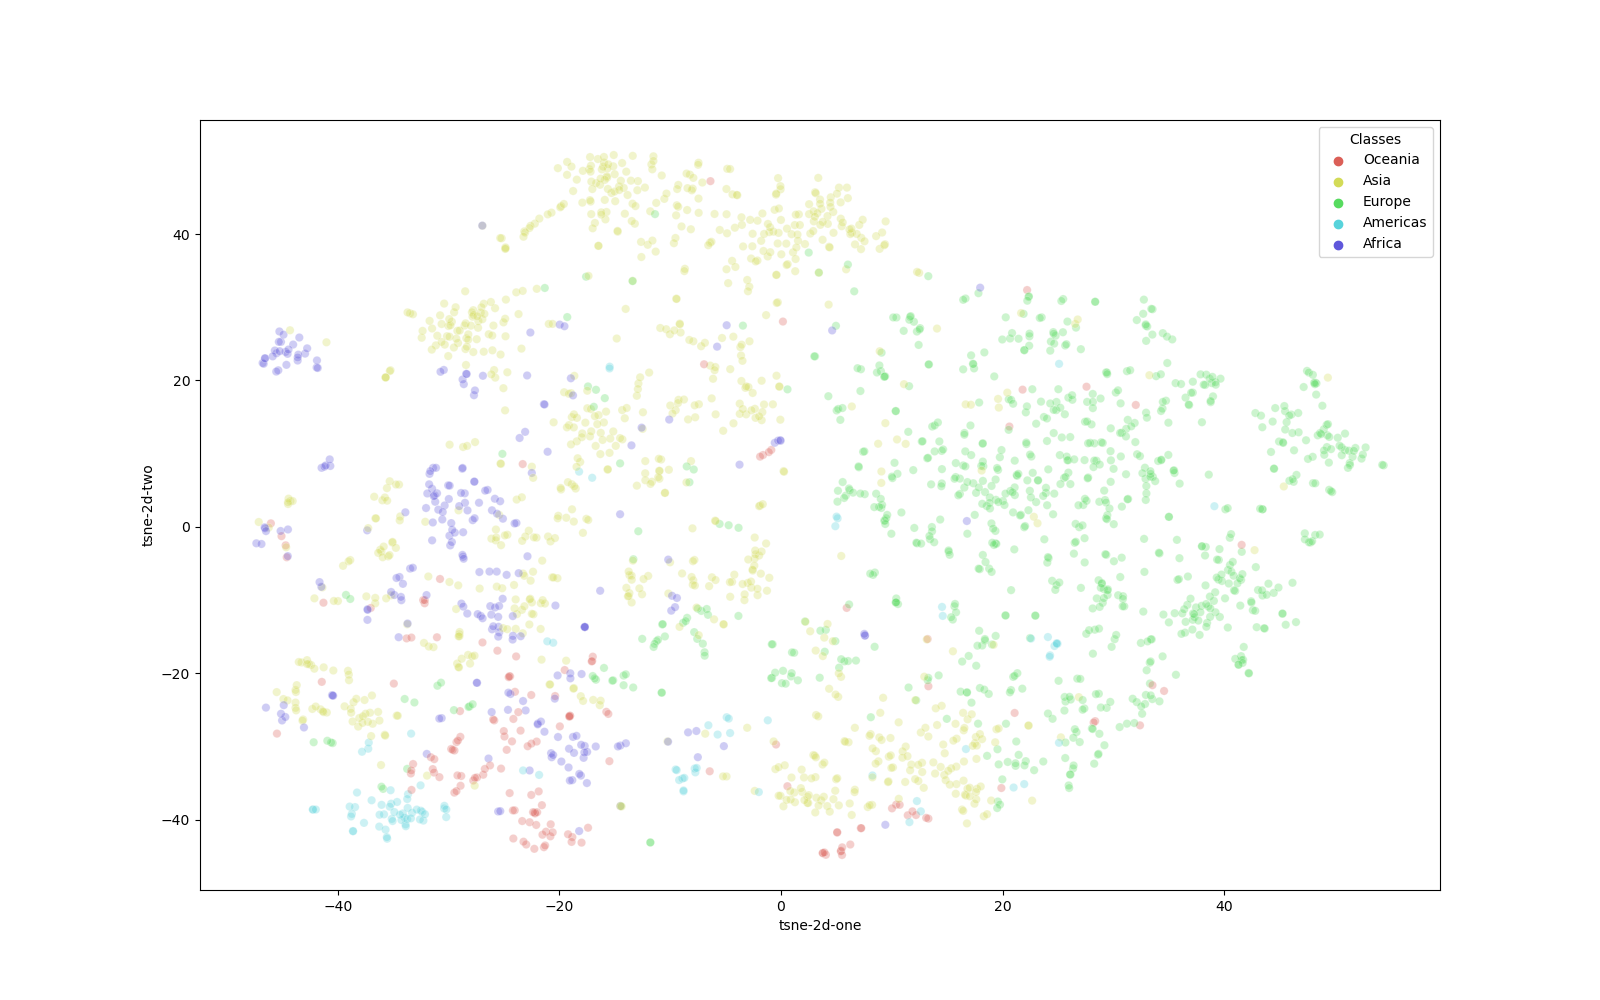 Classes
Oceania
Asia
Europe
Americas
Africa
40
20
0
−20
−40
tsne-2d-two
−40
−20
0
20
40
tsne-2d-one